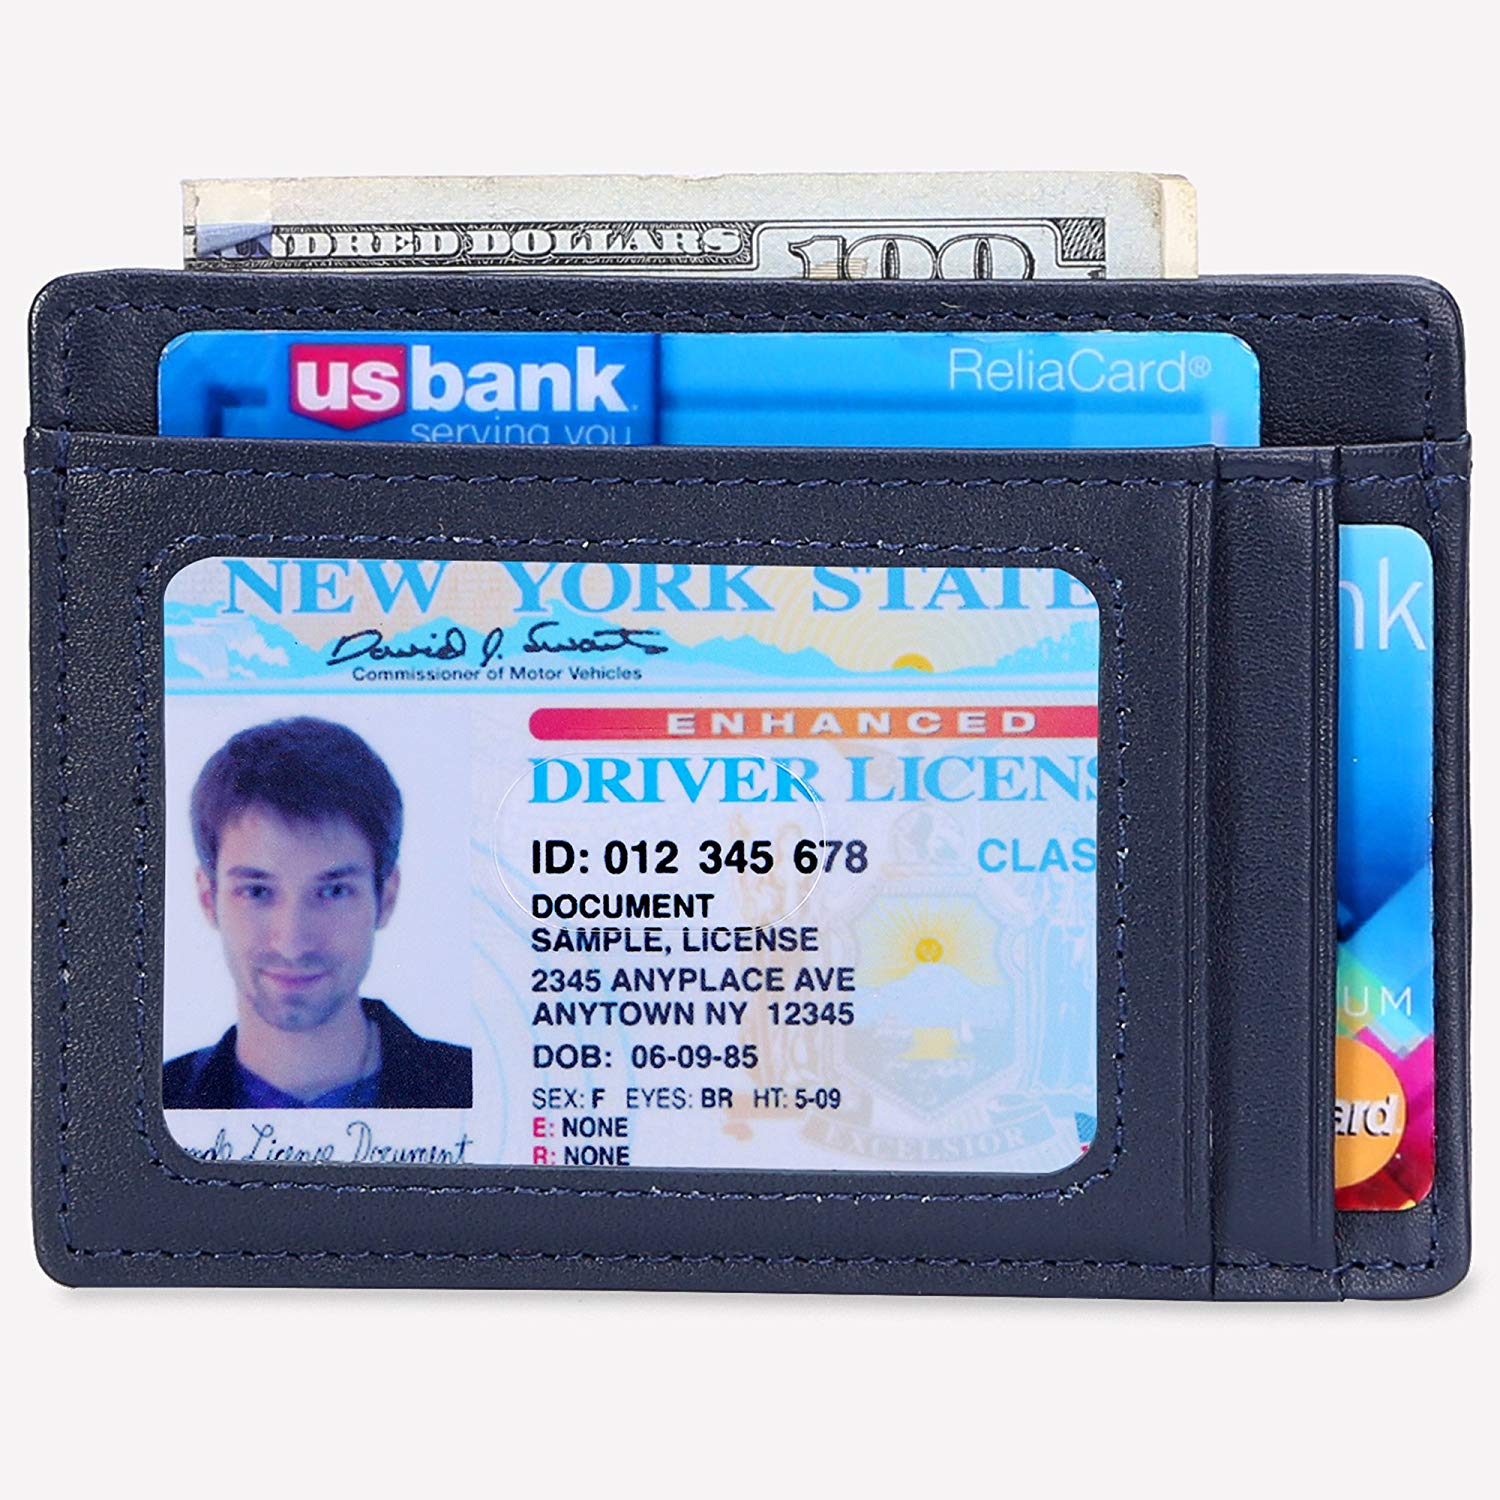 HUNDRED DOLLARS 100
usbank ReliaCard®
serving you
NEW YORK STATE
David J. Swarts
Commissioner of Motor Vehicles
ENHANCED
DRIVER LICENS
ID: 012 345 678 CLAS
DOCUMENT
SAMPLE, LICENSE
2345 ANYPLACE AVE
ANYTOWN NY 12345
DOB: 06-09-85
SEX: F EYES: BR HT: 5-09
E: NONE
R: NONE
License Document
EXCELSIOR
nk
UM
ard